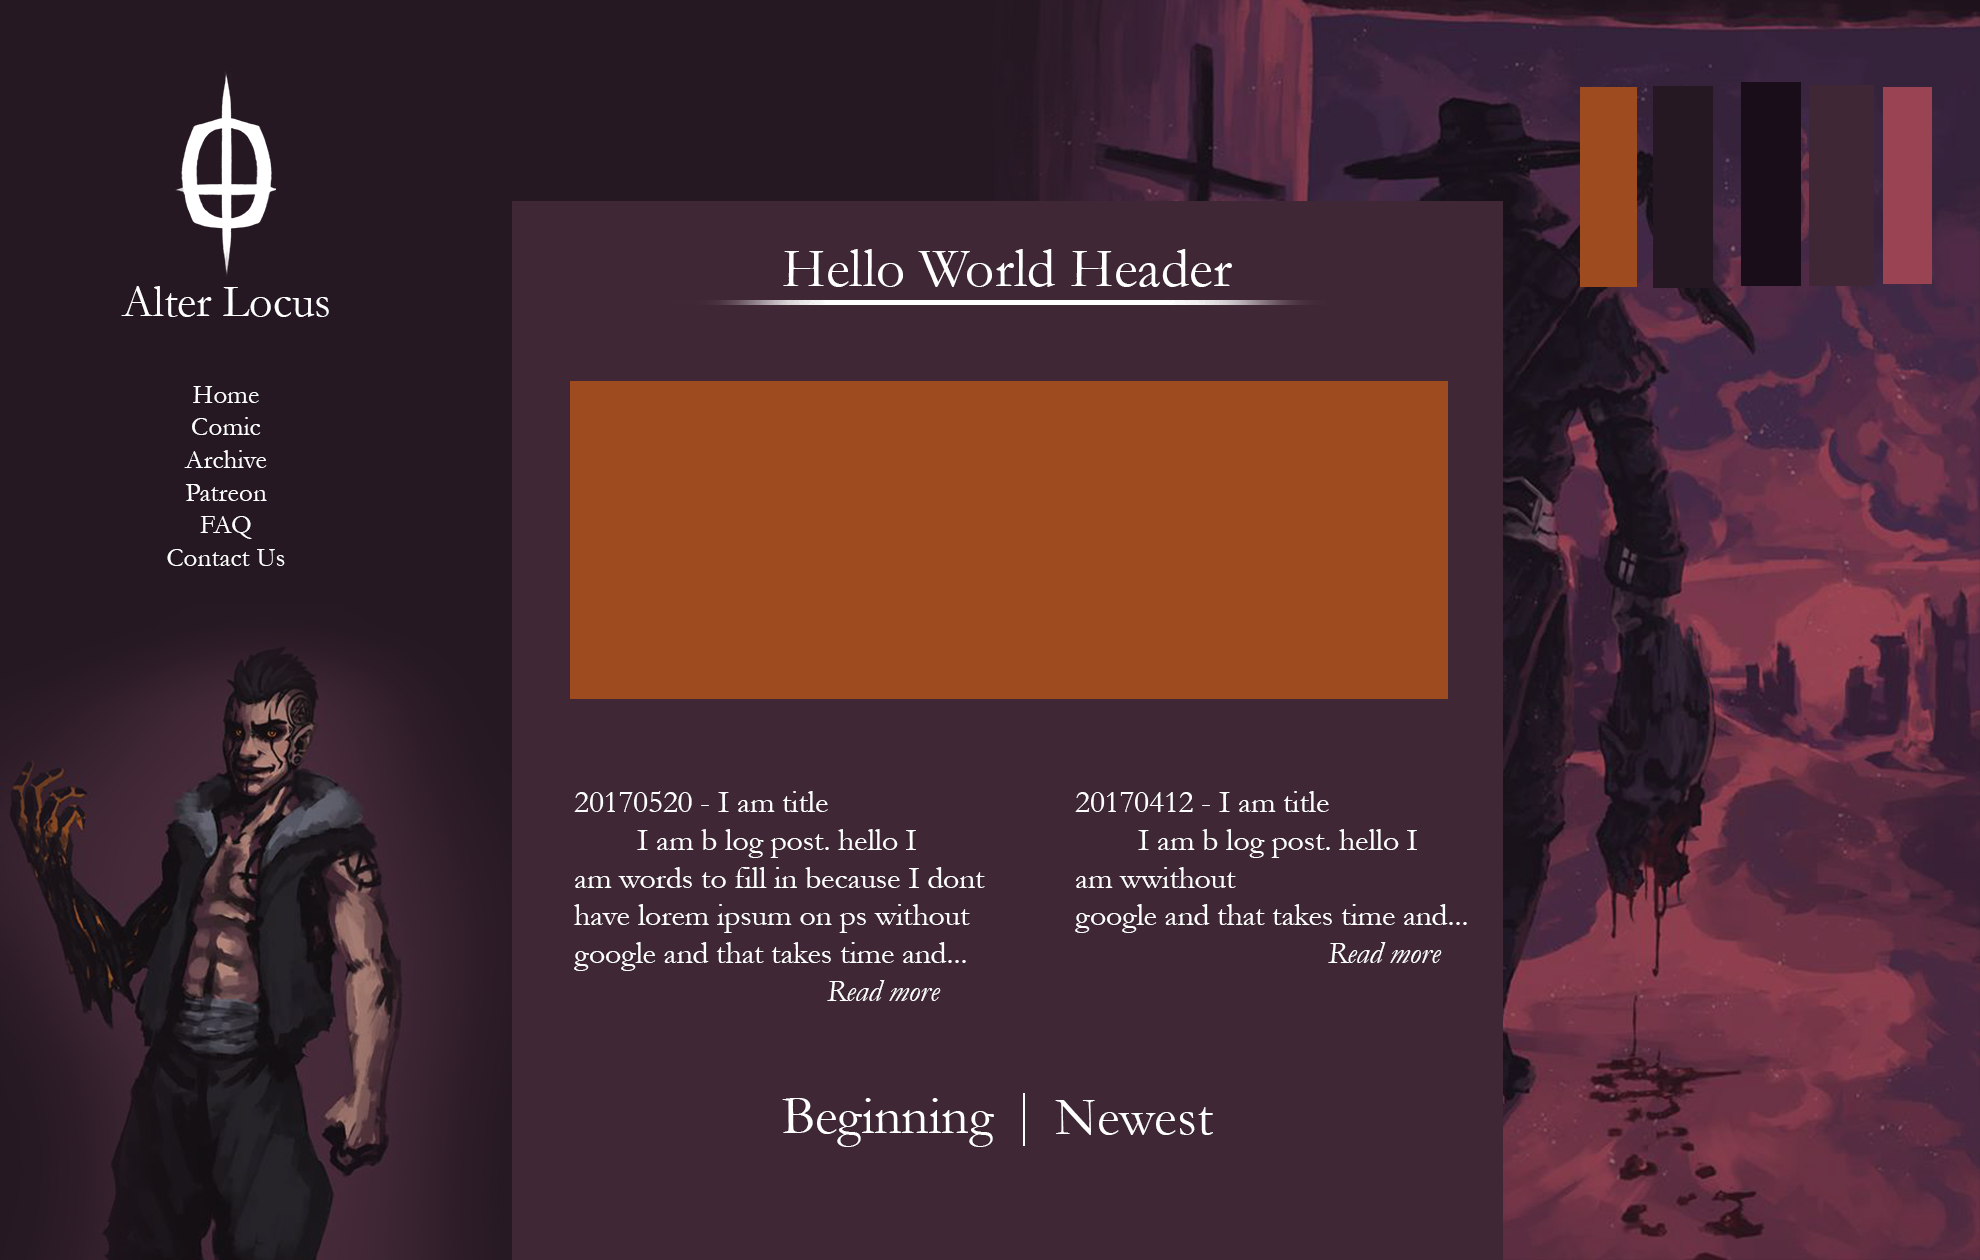 Alter Locus
Home
Comic
Archive
Patreon
FAQ
Contact Us
Hello World Header
20170520 - I am title
I am b log post. hello I
am words to fill in because I dont
have lorem ipsum on ps without
google and that takes time and...
Read more
20170412 - I am title
I am b log post. hello I
am wwithout
google and that takes time and...
Read more
Beginning | Newest